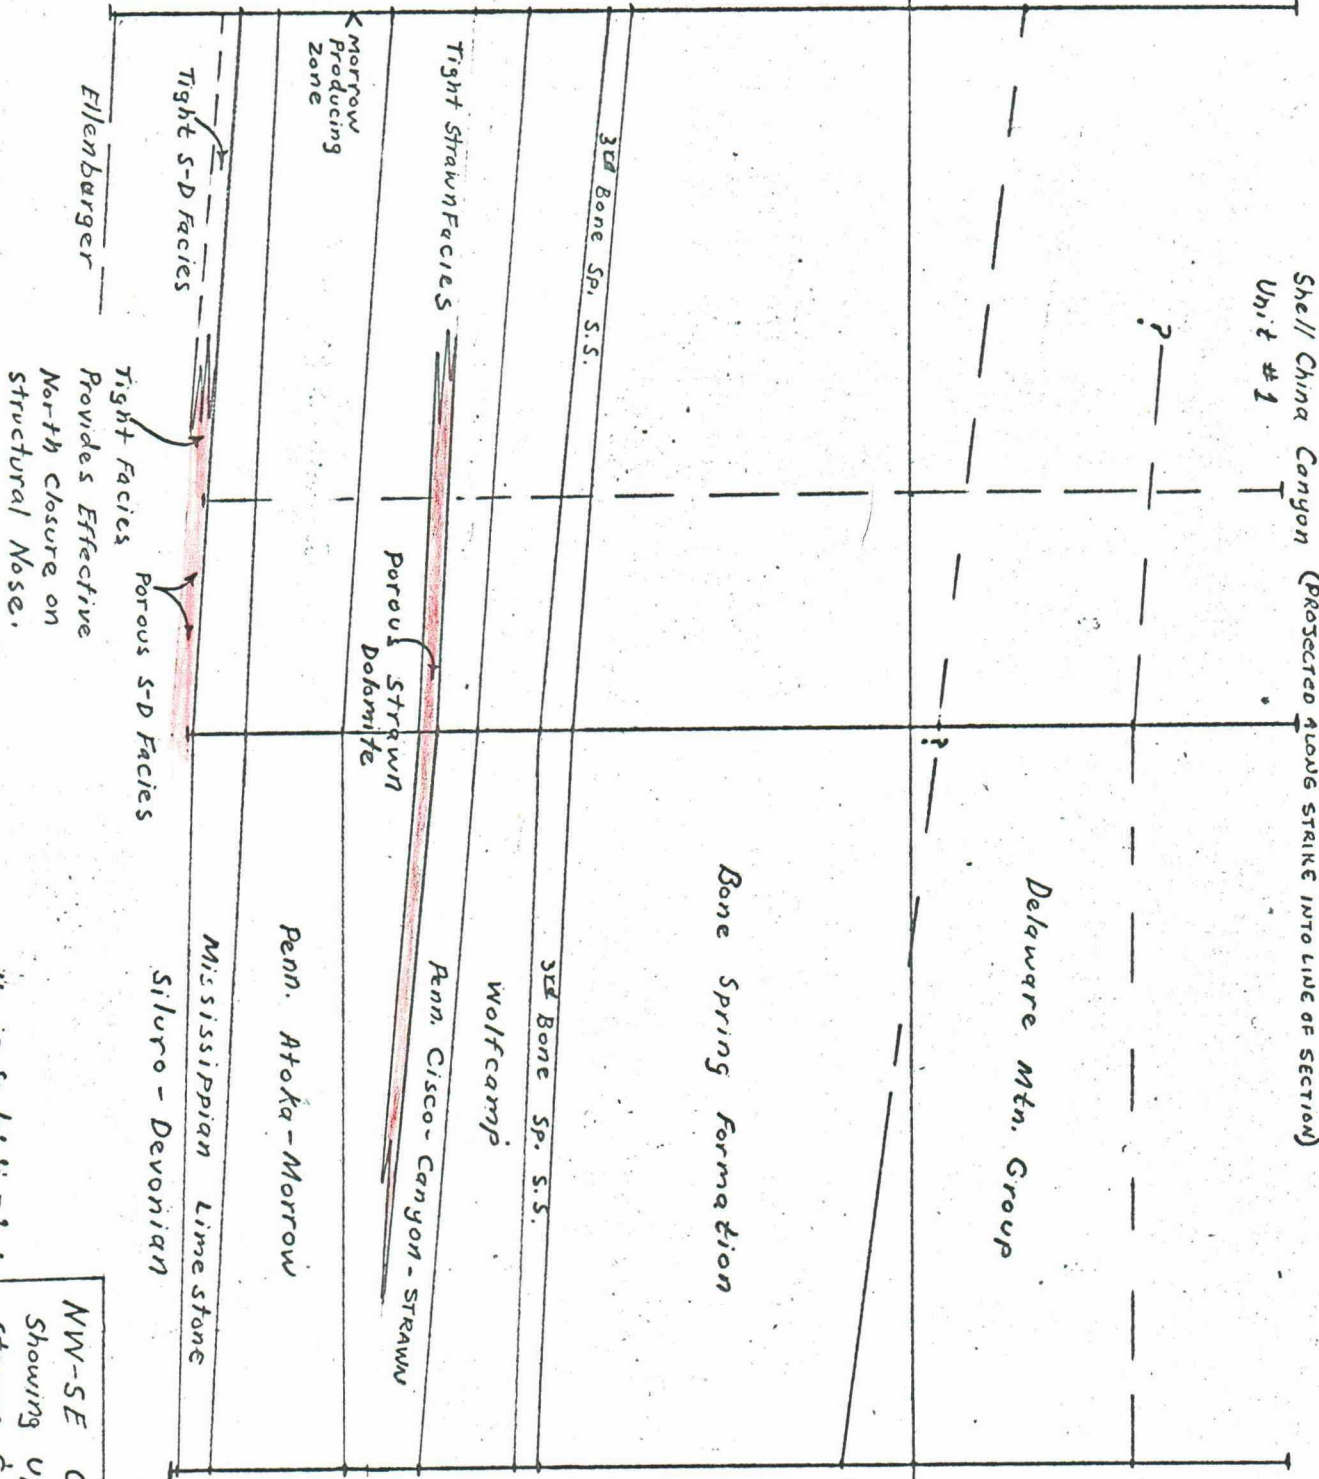 Shell China Canyon (PROJECTED ALONG STRIKE INTO LINE OF SECTION)
Unit #1
?
?
Delaware Mtn. Group
Bone Spring Formation
3rd Bone Sp. S.S.
3rd Bone Sp. S.S.
Wolfcamp
Tight Strawn Facies
Penn. Cisco-Canyon-STRAWN
Porous Strawn
Dolomite
Morrow
Producing
Zone
Penn. Atoka-Morrow
Mississippian Limestone
Siluro-Devonian
Tight S-D Facies
Porous S-D Facies
Ellenburger
Tight Facies
Provides Effective
North Closure on
Structural Nose.
NW-SE
Showing